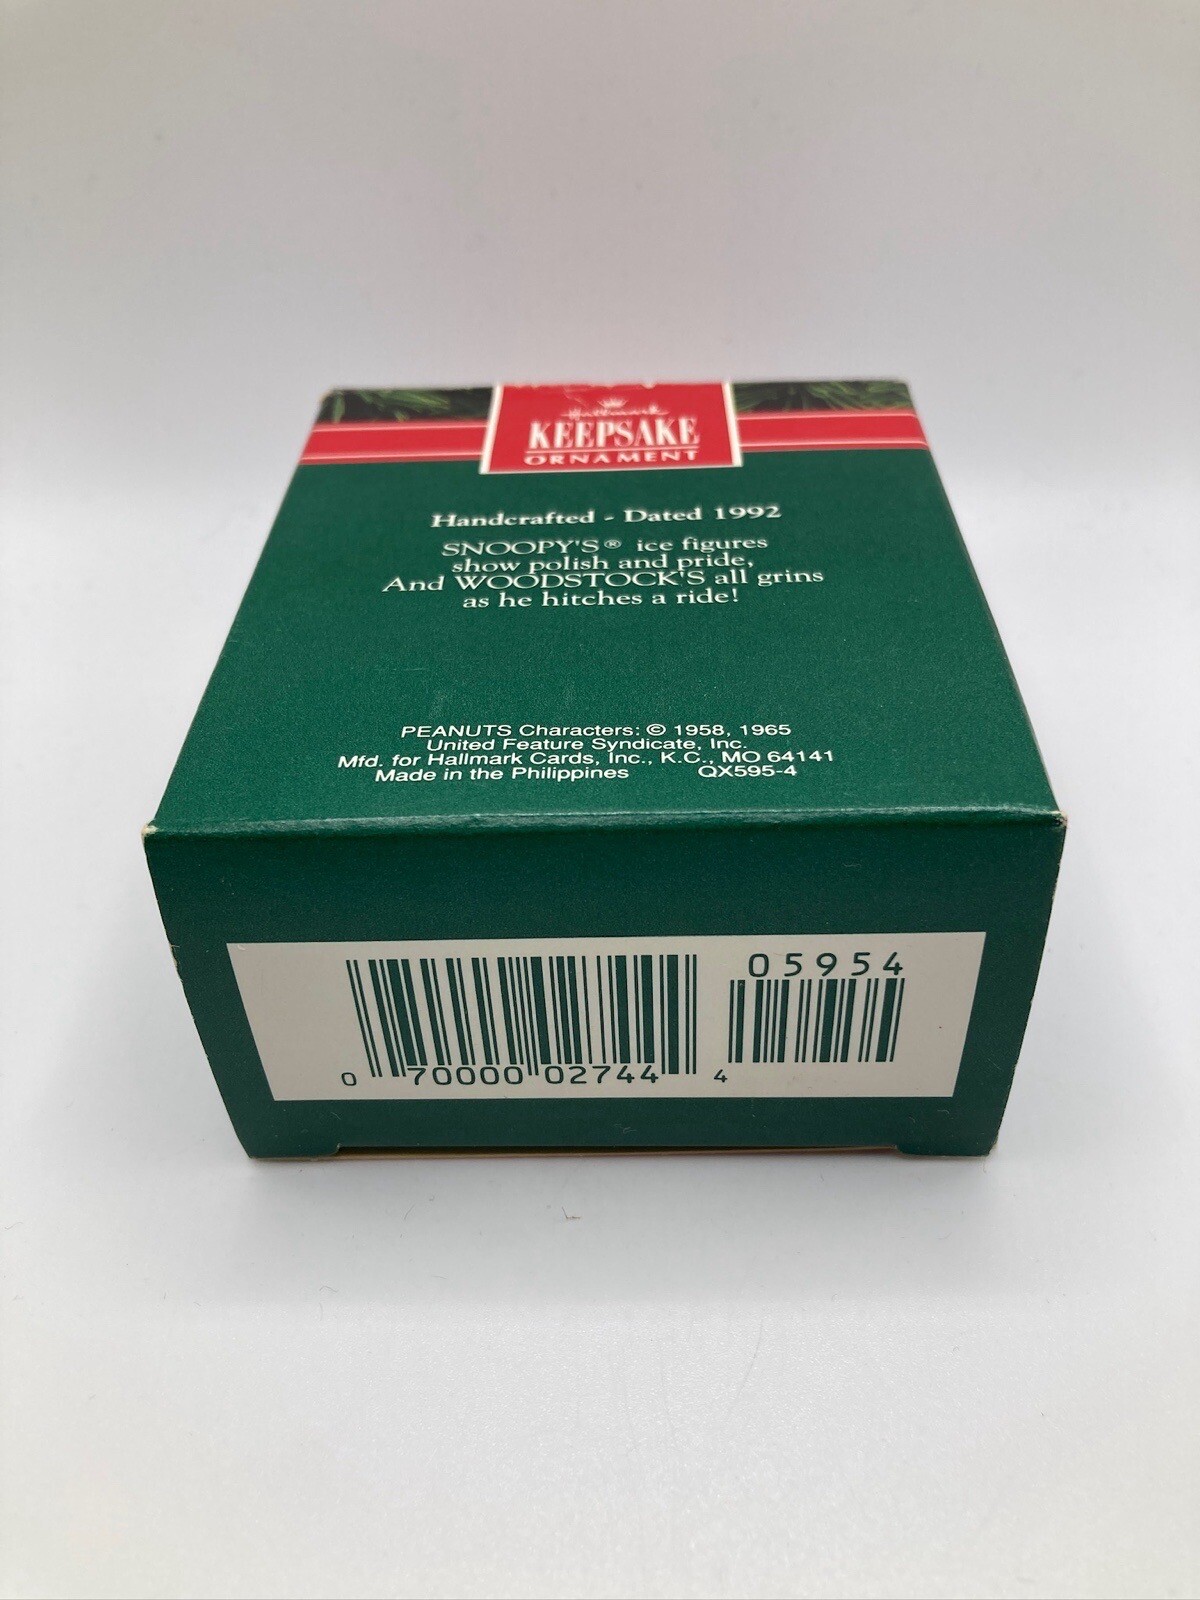 Hallmark
KEEPSAKE
ORNAMENT
Handcrafted - Dated 1992
SNOOPY'S® ice figures
show polish and pride,
And WOODSTOCK'S all grins
as he hitches a ride!
PEANUTS Characters: © 1958, 1965
United Feature Syndicate, Inc.
Mfd. for Hallmark Cards, Inc., K.C., MO 64141
Made in the Philippines QX595-4
05954
0 70000 02744 4